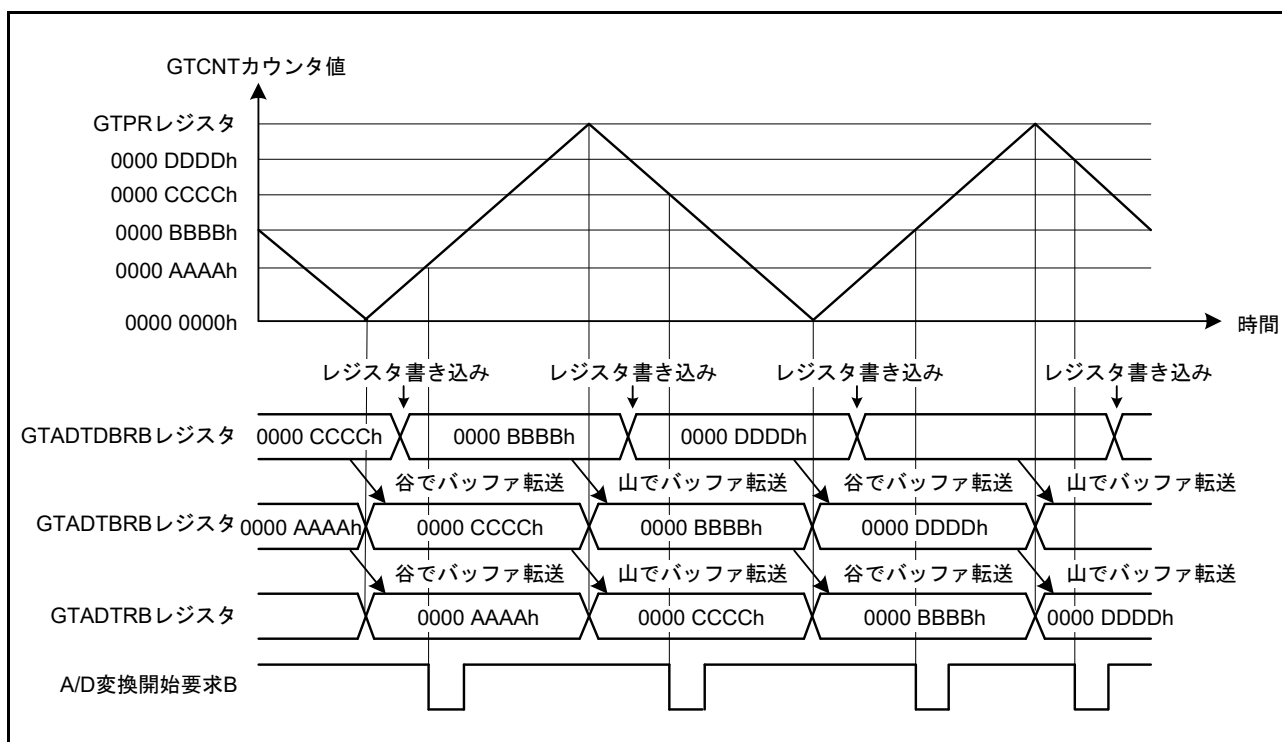 GTCNTカウンタ値
GTPRレジスタ
0000 DDDDh
0000 CCCCh
0000 BBBBh
0000 AAAAh
0000 0000h
時間
レジスタ書き込み レジスタ書き込み レジスタ書き込み レジスタ書き込み
GTADTDBRBレジスタ 0000 CCCCh 0000 BBBBh 0000 DDDDh
谷でバッファ転送 山でバッファ転送 谷でバッファ転送 山でバッファ転送
GTADTBRBレジスタ 0000 AAAAh 0000 CCCCh 0000 BBBBh 0000 DDDDh
谷でバッファ転送 山でバッファ転送 谷でバッファ転送 山でバッファ転送
GTADTRBレジスタ 0000 AAAAh 0000 CCCCh 0000 BBBBh 0000 DDDDh
A/D変換開始要求B